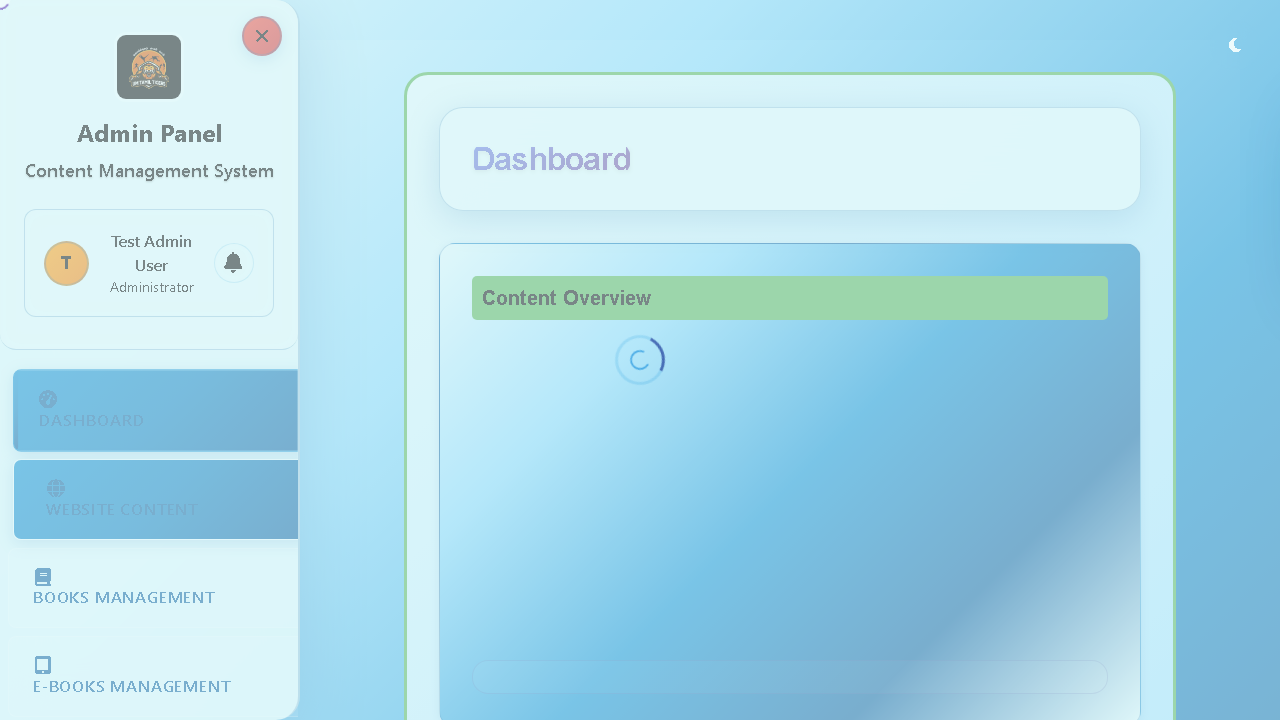 Admin Panel
Content Management System
T
Test Admin
User
Administrator
DASHBOARD
WEBSITE CONTENT
BOOKS MANAGEMENT
E-BOOKS MANAGEMENT
Dashboard
Content Overview